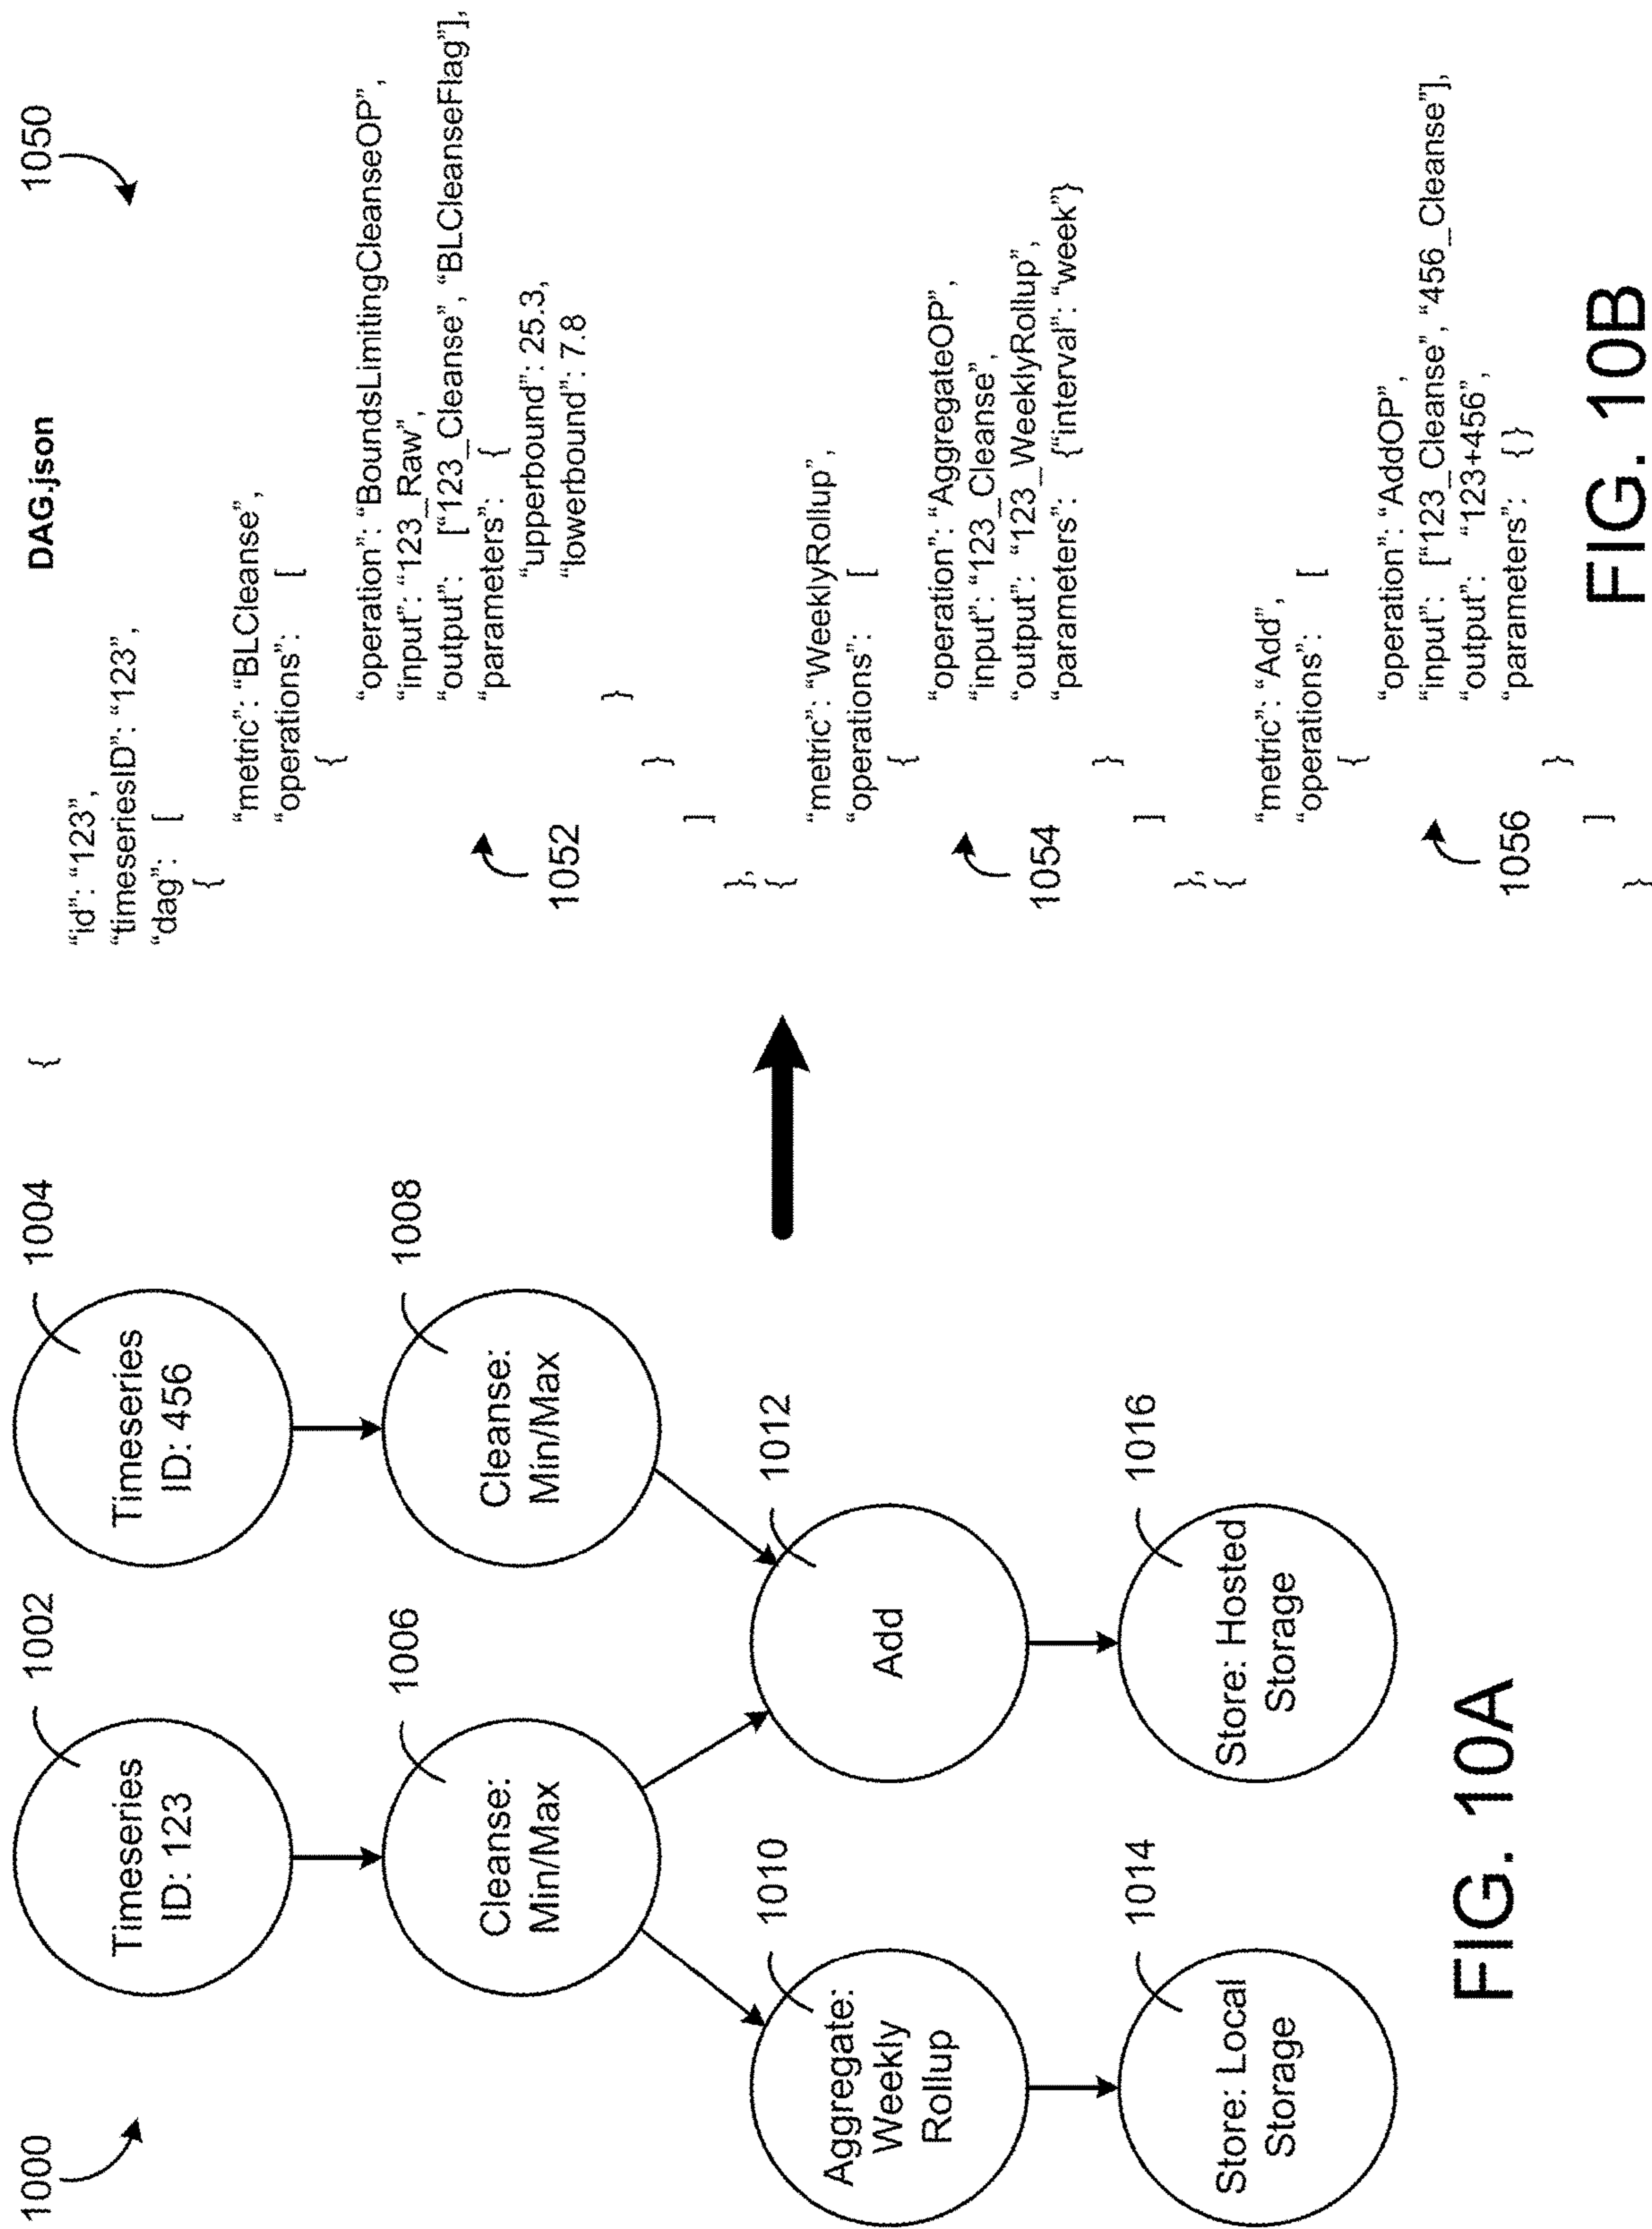 1000
1002
1004
Timeseries
ID: 123
Timeseries
ID: 456
1006
1008
Cleanse:
Min/Max
Cleanse:
Min/Max
1010
1012
Aggregate:
Weekly
Rollup
Add
1014
1016
Store: Local
Storage
Store: Hosted
Storage
FIG. 10A
DAG.json
1050
{
“id”: “123”,
“timeseriesID”: “123”,
“dag”: [
{
“metric”: “BLCleanse”,
“operations”: [
{
“operation”: “BoundsLimitingCleanseOP”,
“input”: “123_Raw”,
“output”: [“123_Cleanse”, “BLCleanseFlag”],
“parameters”: {
“upperbound”: 25.3,
“lowerbound”: 7.8
}
}
]
1052
},
{
“metric”: “WeeklyRollup”,
“operations”: [
{
“operation”: “AggregateOP”,
“input”: “123_Cleanse”,
“output”: “123_WeeklyRollup”,
“parameters”: {“interval”: “week”}
}
]
1054
},
{
“metric”: “Add”,
“operations”: [
{
“operation”: “AddOP”,
“input”: [“123_Cleanse”, “456_Cleanse”],
“output”: “123+456”,
“parameters”: {}
}
]
1056
}
FIG. 10B